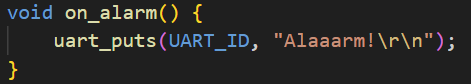 void on_alarm() {
    uart_puts(UART_ID, "Alaaarm!\r\n");
}